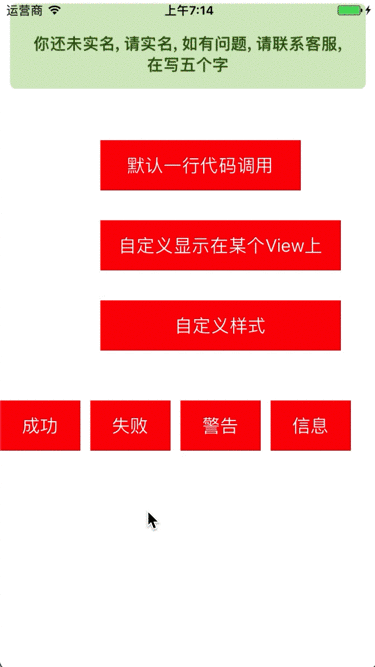 运营商 上午7:14
你还未实名, 请实名, 如有问题, 请联系客服,
在写五个字
默认一行代码调用
自定义显示在某个View上
自定义样式
成功 失败 警告 信息